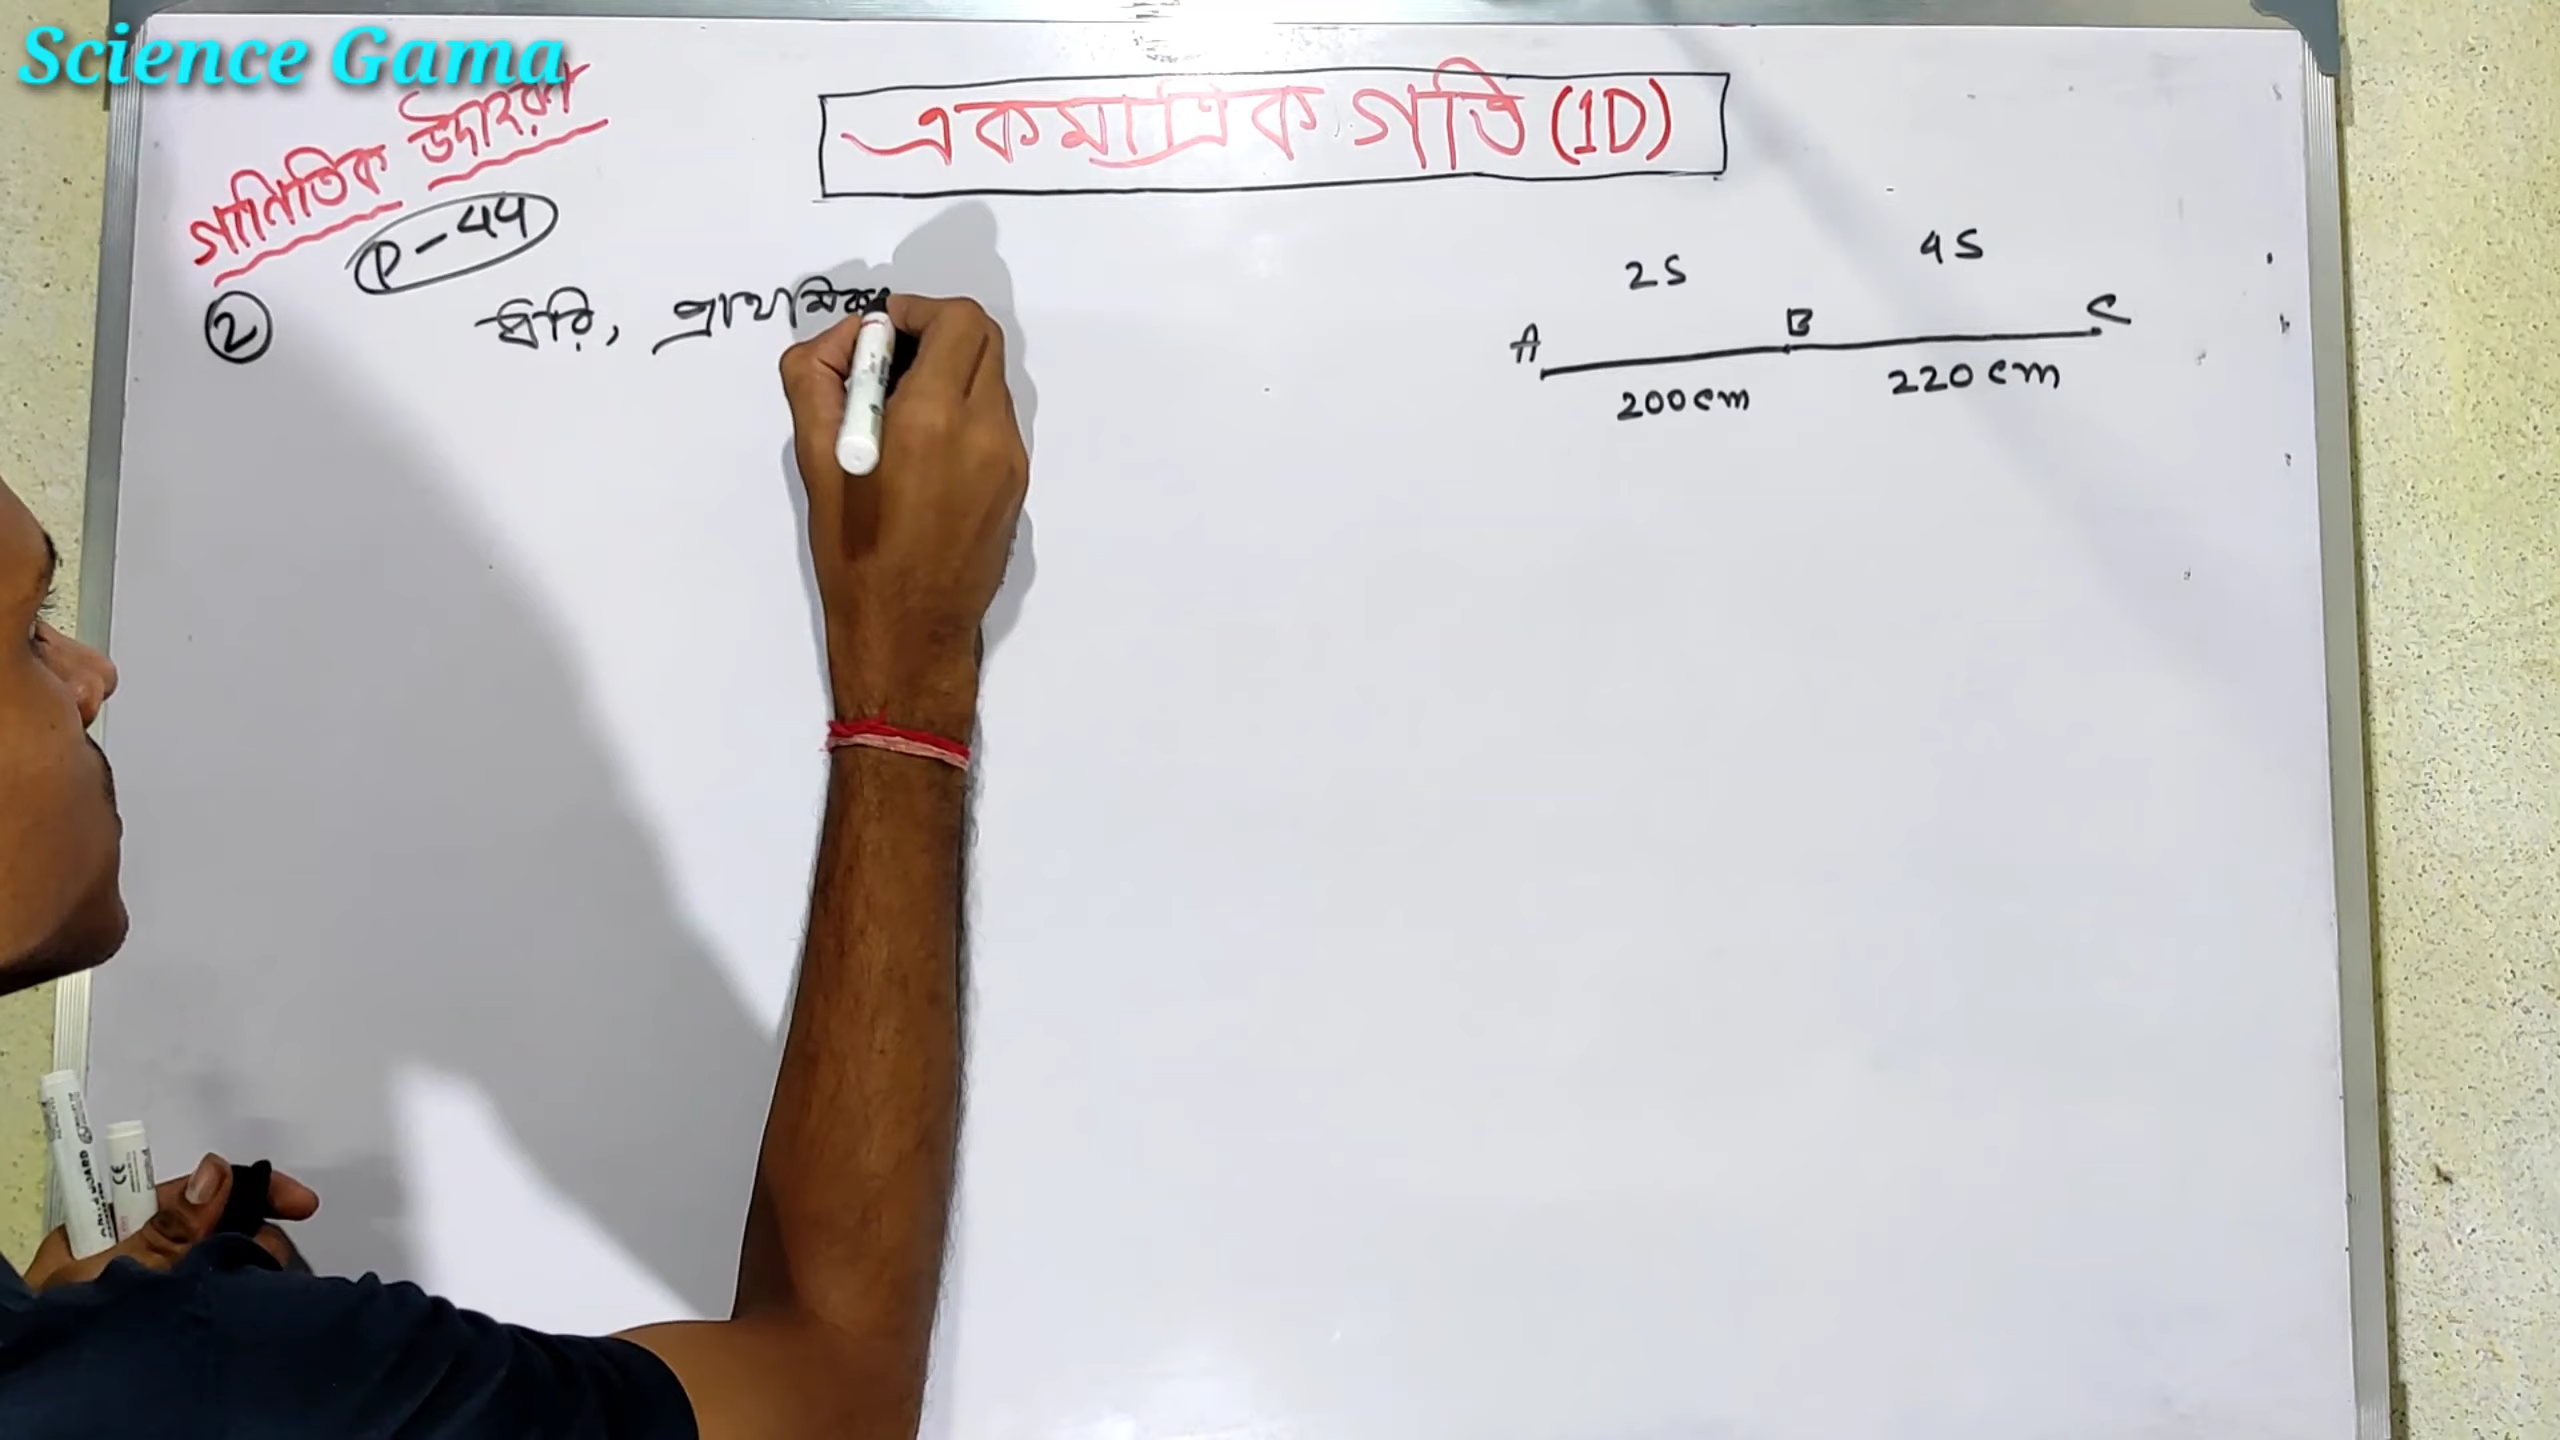 Science Gama
একমাত্রিক গতি (1D)
গানিতিক উদাহরণ
P-44
② ধরি, প্রাথমিক
2S 4S
A B C
200cm 220cm